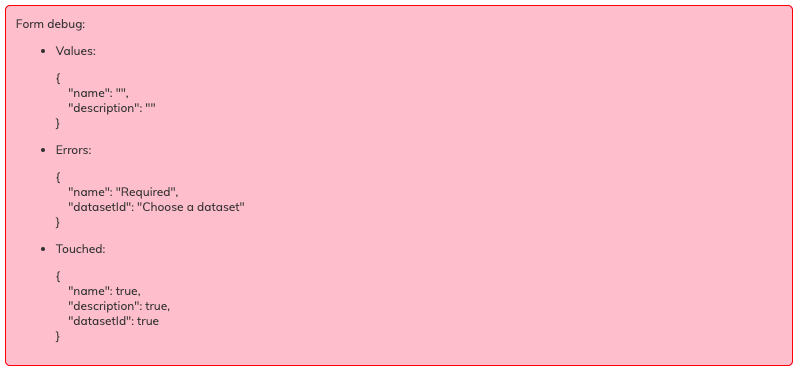 Form debug:
• Values:
{
    "name": "",
    "description": ""
}
• Errors:
{
    "name": "Required",
    "datasetId": "Choose a dataset"
}
• Touched:
{
    "name": true,
    "description": true,
    "datasetId": true
}